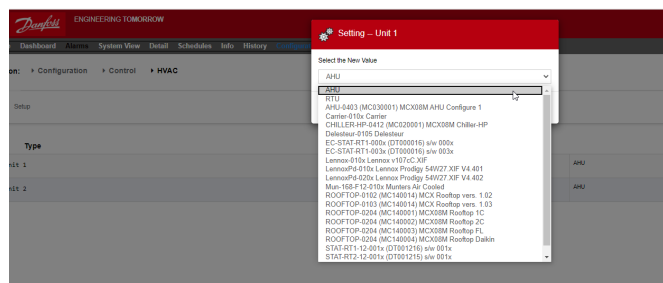 Danfoss
ENGINEERING TOMORROW
Dashboard Alarms System View Detail Schedules Info History
on: Configuration Control HVAC
Setup
Type
Unit 1
AHU
Unit 2
AHU
Setting – Unit 1
Select the New Value
AHU
AHU
RTU
AHU-0403 (MC030001) MCX08M AHU Configure 1
Carrier-010x Carrier
CHILLER-HP-0412 (MC020001) MCX08M Chiller-HP
Delesteur-0105 Delesteur
EC-STAT-RT1-000x (DT000016) s/w 000x
EC-STAT-RT1-003x (DT000016) s/w 003x
Lennox-010x Lennox v107cC.XIF
LennoxPd-010x Lennox Prodigy 54W27.XIF V4.401
LennoxPd-020x Lennox Prodigy 54W27.XIF V4.402
Mun-168-F12-010x Munters Air Cooled
ROOFTOP-0102 (MC140014) MCX Rooftop vers. 1.02
ROOFTOP-0103 (MC140014) MCX Rooftop vers. 1.03
ROOFTOP-0204 (MC140001) MCX08M Rooftop 1C
ROOFTOP-0204 (MC140002) MCX08M Rooftop 2C
ROOFTOP-0204 (MC140003) MCX08M Rooftop FL
ROOFTOP-0204 (MC140004) MCX08M Rooftop Daikin
STAT-RT1-12-001x (DT001216) s/w 001x
STAT-RT2-12-001x (DT001215) s/w 001x